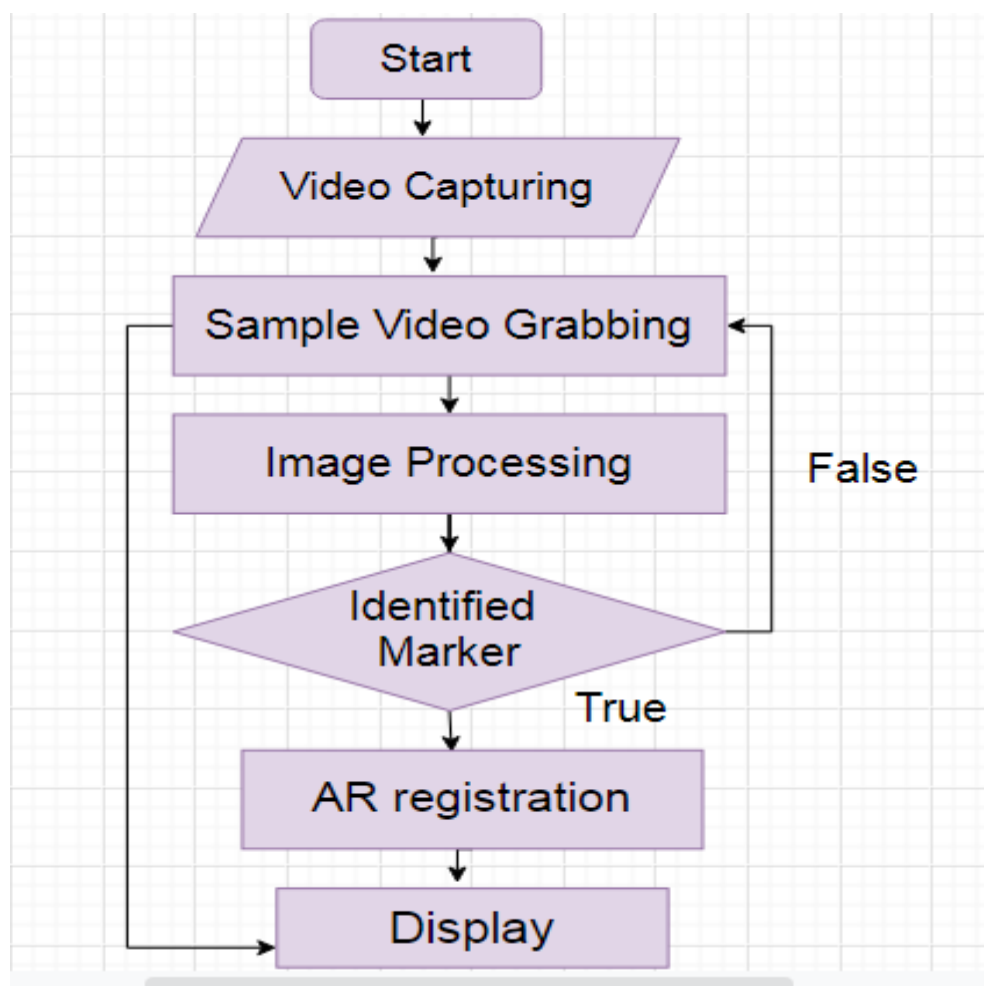 Start
Video Capturing
Sample Video Grabbing
Image Processing
False
Identified
Marker
True
AR registration
Display